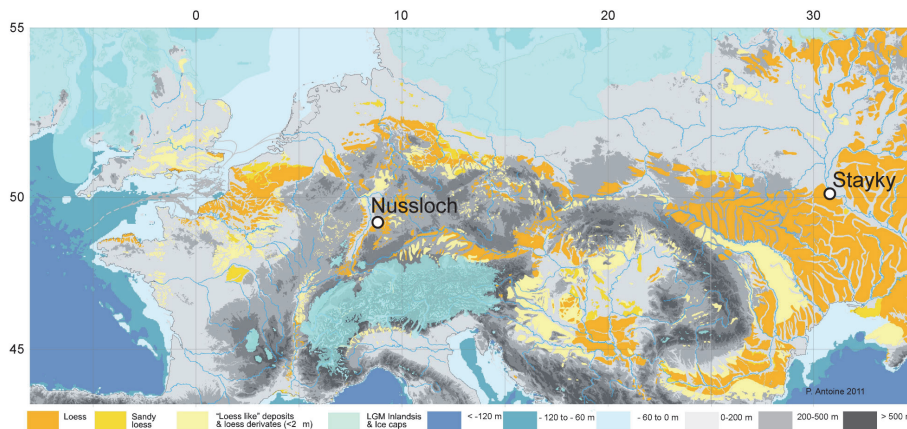 0 10 20 30
55
50
45
Nussloch
Stayky
P. Antoine 2011
Loess
Sandy
loess
"Loess like" deposits
& loess derivates (<2 m)
LGM Inlandsis
& Ice caps
< -120 m
- 120 to - 60 m
- 60 to 0 m
0-200 m
200-500 m
> 500 m